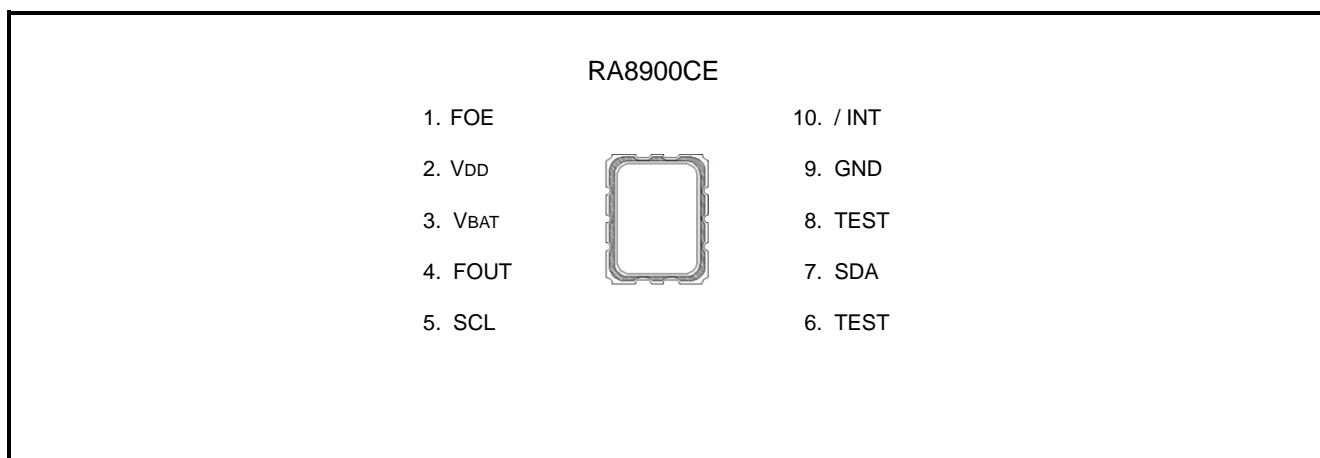 RA8900CE
1. FOE
10. / INT
2. VDD
9. GND
3. VBAT
8. TEST
4. FOUT
7. SDA
5. SCL
6. TEST